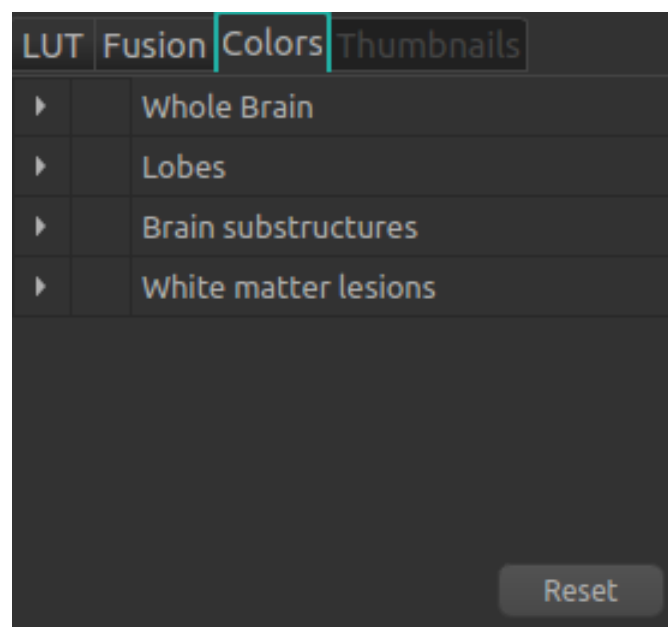 LUT Fusion Colors Thumbnails
Whole Brain
Lobes
Brain substructures
White matter lesions
Reset